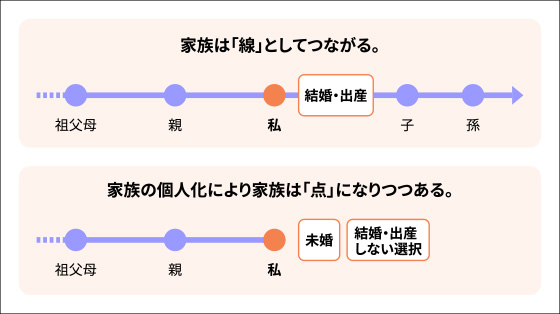 家族は「線」としてつながる。
結婚・出産
祖父母 親 私 子 孫
家族の個人化により家族は「点」になりつつある。
未婚
結婚・出産
しない選択
祖父母 親 私